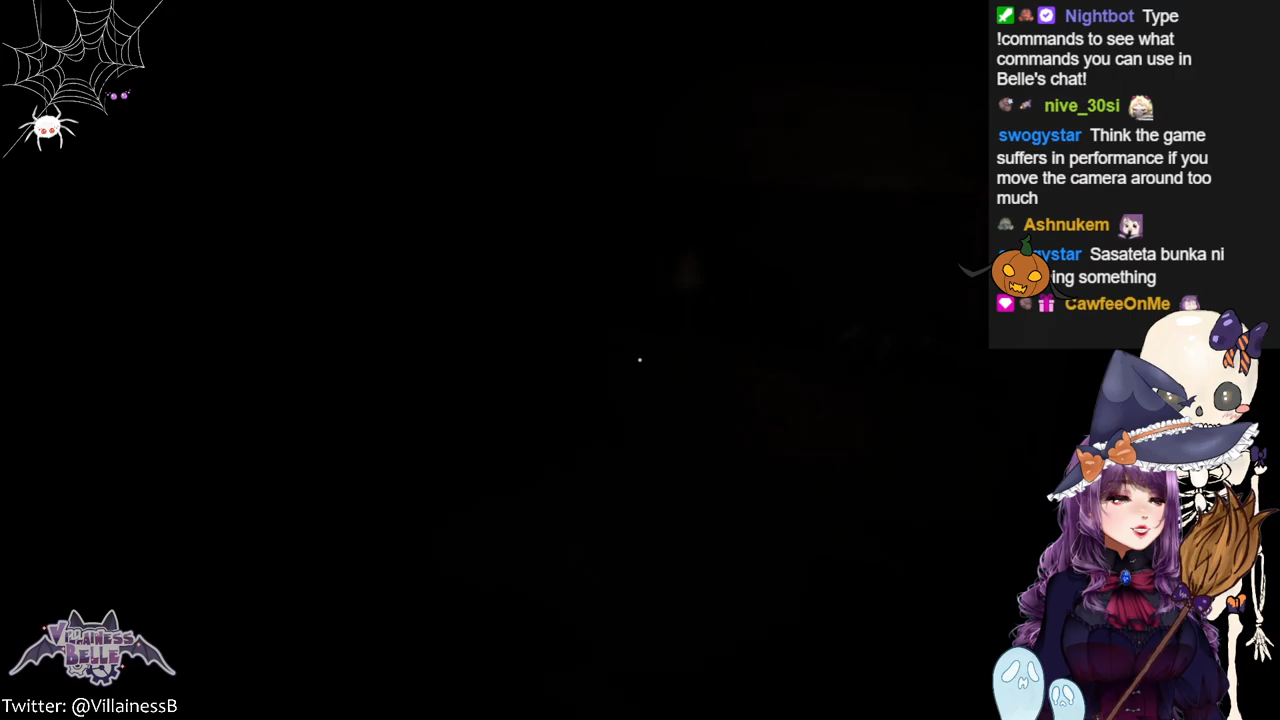 Nightbot Type
!commands to see what
commands you can use in
Belle's chat!
nive_30si
swogystar Think the game
suffers in performance if you
move the camera around too
much
Ashnukem
Sasateta bunka ni
something
CawfeeOnMe
VILLAINESS
BELLE
Twitter: @VillainessB